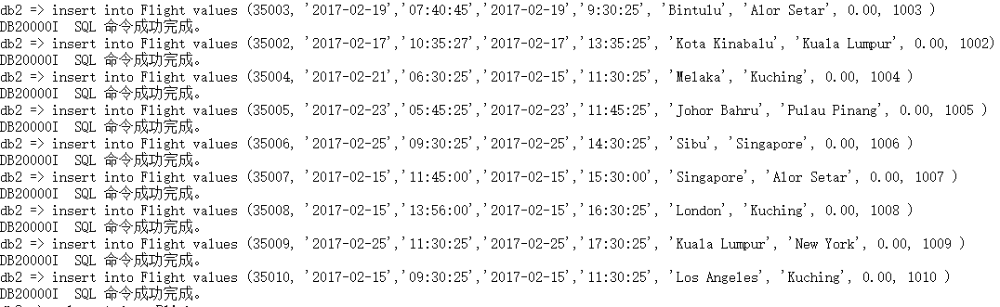 db2 => insert into Flight values (35003, '2017-02-19','07:40:45','2017-02-19','9:30:25', 'Bintulu', 'Alor Setar', 0.00, 1003 )
DB20000I  SQL 命令成功完成。
db2 => insert into Flight values (35002, '2017-02-17','10:35:27','2017-02-17','13:35:25', 'Kota Kinabalu', 'Kuala Lumpur', 0.00, 1002)
DB20000I  SQL 命令成功完成。
db2 => insert into Flight values (35004, '2017-02-21','06:30:25','2017-02-15','11:30:25', 'Melaka', 'Kuching', 0.00, 1004 )
DB20000I  SQL 命令成功完成。
db2 => insert into Flight values (35005, '2017-02-23','05:45:25','2017-02-23','11:45:25', 'Johor Bahru', 'Pulau Pinang', 0.00, 1005 )
DB20000I  SQL 命令成功完成。
db2 => insert into Flight values (35006, '2017-02-25','09:30:25','2017-02-25','14:30:25', 'Sibu', 'Singapore', 0.00, 1006 )
DB20000I  SQL 命令成功完成。
db2 => insert into Flight values (35007, '2017-02-15','11:45:00','2017-02-15','15:30:00', 'Singapore', 'Alor Setar', 0.00, 1007 )
DB20000I  SQL 命令成功完成。
db2 => insert into Flight values (35008, '2017-02-15','13:56:00','2017-02-15','16:30:25', 'London', 'Kuching', 0.00, 1008 )
DB20000I  SQL 命令成功完成。
db2 => insert into Flight values (35009, '2017-02-25','11:30:25','2017-02-25','17:30:25', 'Kuala Lumpur', 'New York', 0.00, 1009 )
DB20000I  SQL 命令成功完成。
db2 => insert into Flight values (35010, '2017-02-15','09:30:25','2017-02-15','11:30:25', 'Los Angeles', 'Kuching', 0.00, 1010 )
DB20000I  SQL 命令成功完成。